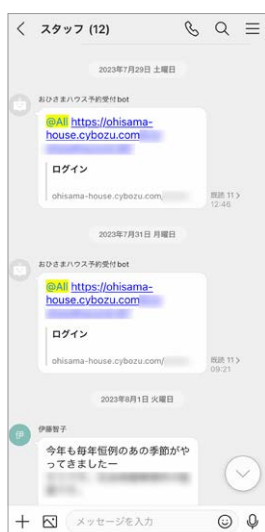 スタッフ (12)
2023年7月29日 土曜日
おひさまハウス予約受付bot
@All https://ohisama-
house.cybozu.com
ログイン
ohisama-house.cybozu.com/
既読 11 >
12:46
2023年7月31日 月曜日
おひさまハウス予約受付bot
@All https://ohisama-
house.cybozu.com
ログイン
ohisama-house.cybozu.com/
既読 11 >
09:21
2023年8月1日 火曜日
伊
伊藤智子
今年も毎年恒例のあの季節がや
ってきましたー
メッセージを入力